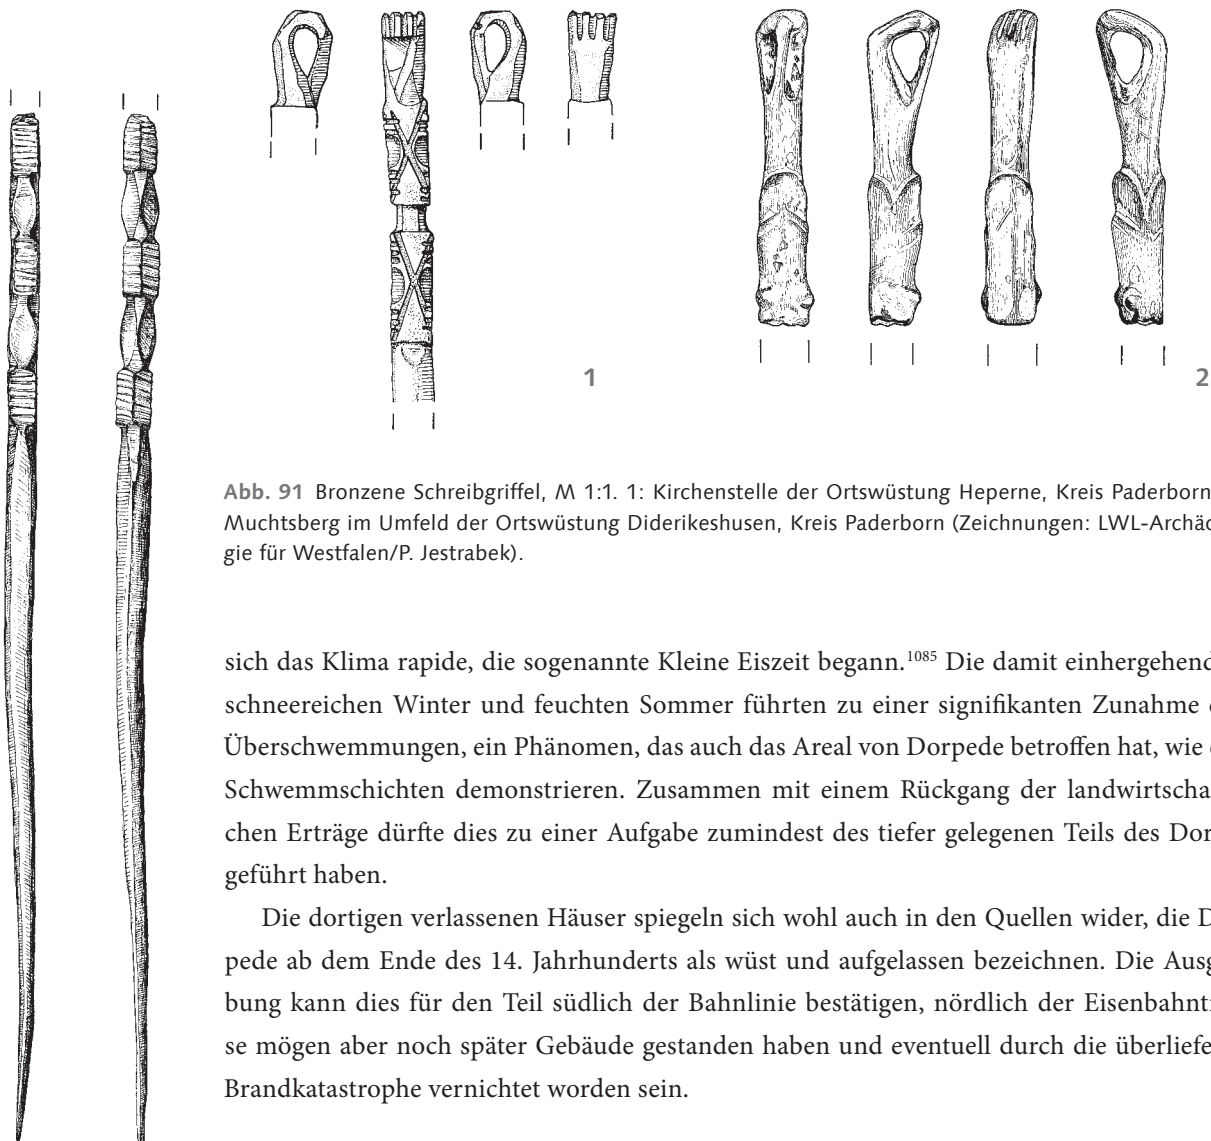 1
2
Abb. 91 Bronzene Schreibgriffel, M 1:1. 1: Kirchenstelle der Ortswüstung Heperne, Kreis Paderborn
Muchtsberg im Umfeld der Ortswüstung Diderikeshusen, Kreis Paderborn (Zeichnungen: LWL-Archäo
gie für Westfalen/P. Jestrabek).
sich das Klima rapide, die sogenannte Kleine Eiszeit begann.1085 Die damit einhergehend
schneereichen Winter und feuchten Sommer führten zu einer signifikanten Zunahme
Überschwemmungen, ein Phänomen, das auch das Areal von Dorpede betroffen hat, wie
Schwemmschichten demonstrieren. Zusammen mit einem Rückgang der landwirtscha
chen Erträge dürfte dies zu einer Aufgabe zumindest des tiefer gelegenen Teils des Dor
geführt haben.
Die dortigen verlassenen Häuser spiegeln sich wohl auch in den Quellen wider, die D
pede ab dem Ende des 14. Jahrhunderts als wüst und aufgelassen bezeichnen. Die Ausg
bung kann dies für den Teil südlich der Bahnlinie bestätigen, nördlich der Eisenbahntr
se mögen aber noch später Gebäude gestanden haben und eventuell durch die überliefe
Brandkatastrophe vernichtet worden sein.